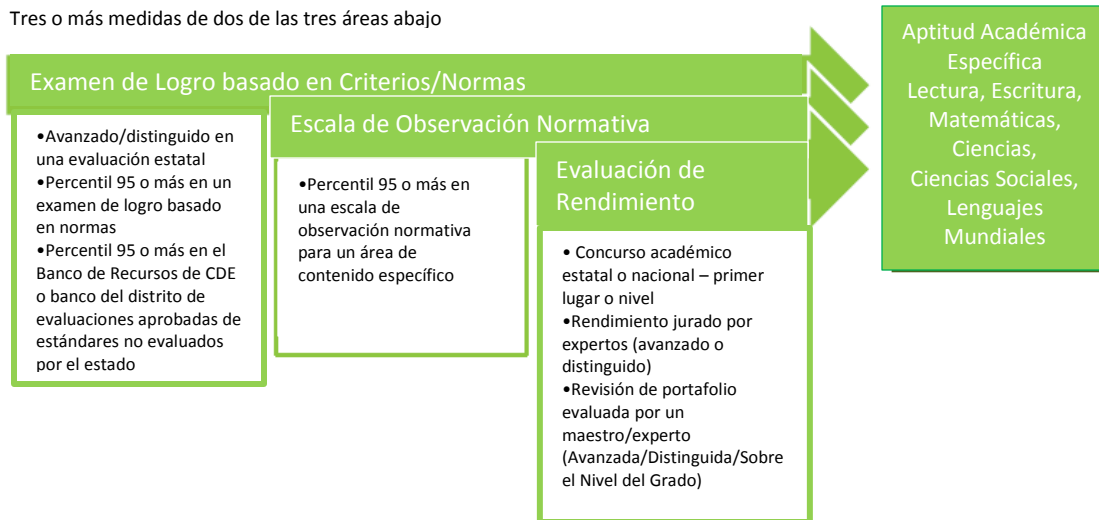 Tres o más medidas de dos de las tres áreas abajo
Examen de Logro basado en Criterios/Normas
•Avanzado/distinguido en
una evaluación estatal
•Percentil 95 o más en un
examen de logro basado
en normas
•Percentil 95 o más en el
Banco de Recursos de CDE
o banco del distrito de
evaluaciones aprobadas de
estándares no evaluados
por el estado
Escala de Observación Normativa
•Percentil 95 o más en
una escala de
observación normativa
para un área de
contenido específico
Evaluación de
Rendimiento
• Concurso académico
estatal o nacional – primer
lugar o nivel
•Rendimiento jurado por
expertos (avanzado o
distinguido)
•Revisión de portafolio
evaluada por un
maestro/experto
(Avanzada/Distinguida/Sobre
el Nivel del Grado)
Aptitud Académica
Específica
Lectura, Escritura,
Matemáticas,
Ciencias,
Ciencias Sociales,
Lenguajes
Mundiales